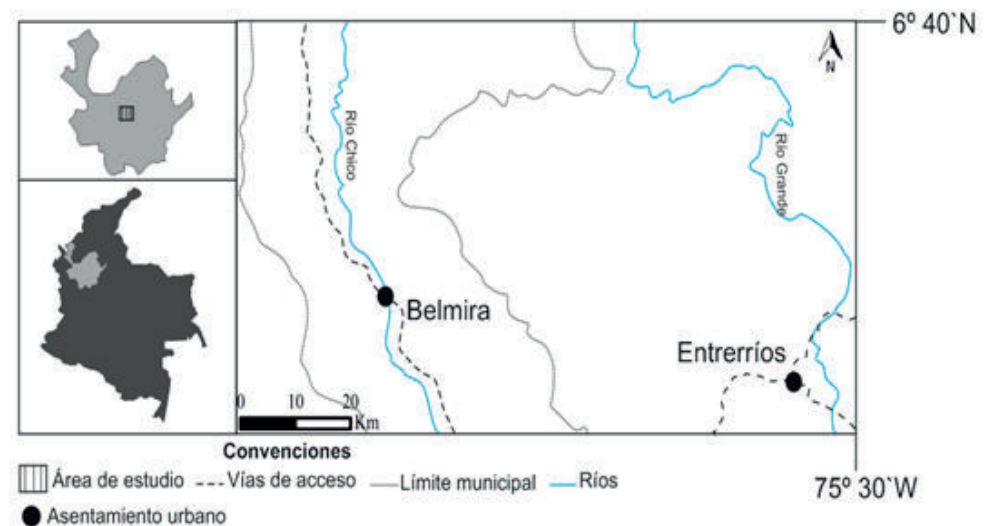 6º 40`N
N
Río Chico
Río Grande
Belmira
Entrerríos
0 10 20
Km
Convenciones
Área de estudio Vías de acceso Límite municipal Ríos
75º 30`W
Asentamiento urbano